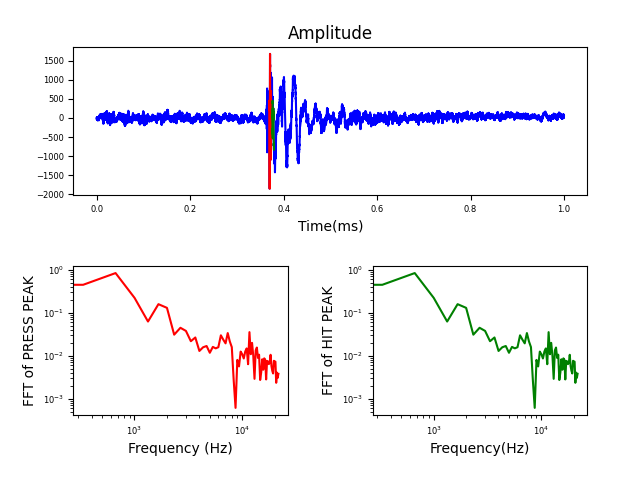 Amplitude
1500
1000
500
0
−500
−1000
−1500
−2000
0.0 0.2 0.4 0.6 0.8 1.0
Time(ms)
FFT of PRESS PEAK
10⁰
10⁻¹
10⁻²
10⁻³
10³ 10⁴
Frequency (Hz)
FFT of HIT PEAK
10⁰
10⁻¹
10⁻²
10⁻³
10³ 10⁴
Frequency(Hz)